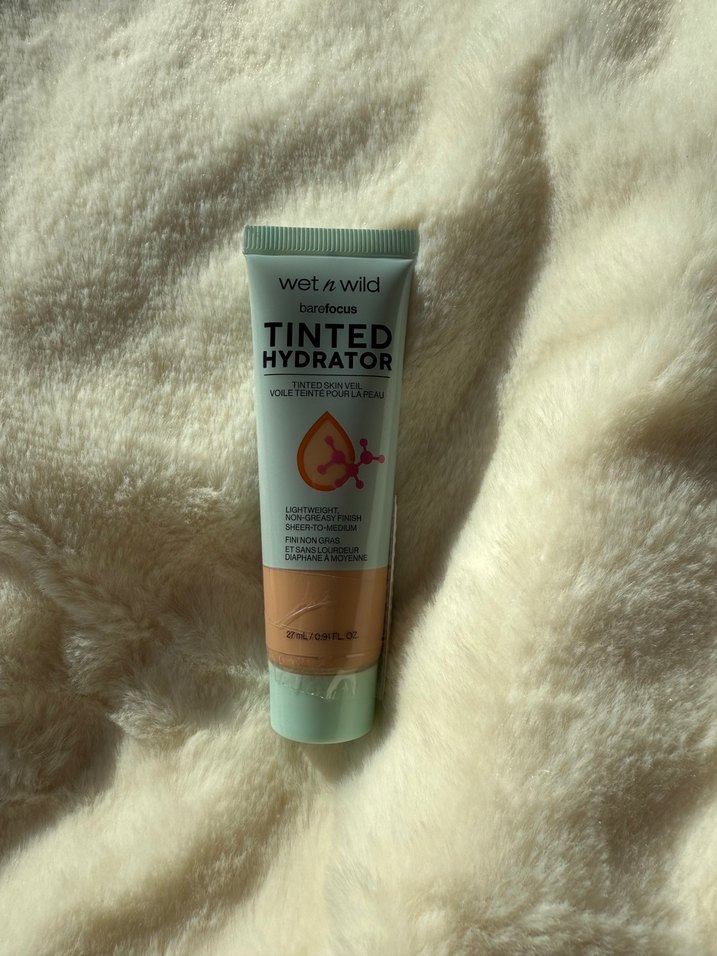 wet n wild
barefocus
TINTED
HYDRATOR
TINTED SKIN VEIL
VOILE TEINTÉ POUR LA PEAU
LIGHTWEIGHT,
NON-GREASY FINISH
SHEER-TO-MEDIUM
FINI NON GRAS
ET SANS LOURDEUR
DIAPHANE À MOYENNE
27 mL / 0.91 FL. OZ.